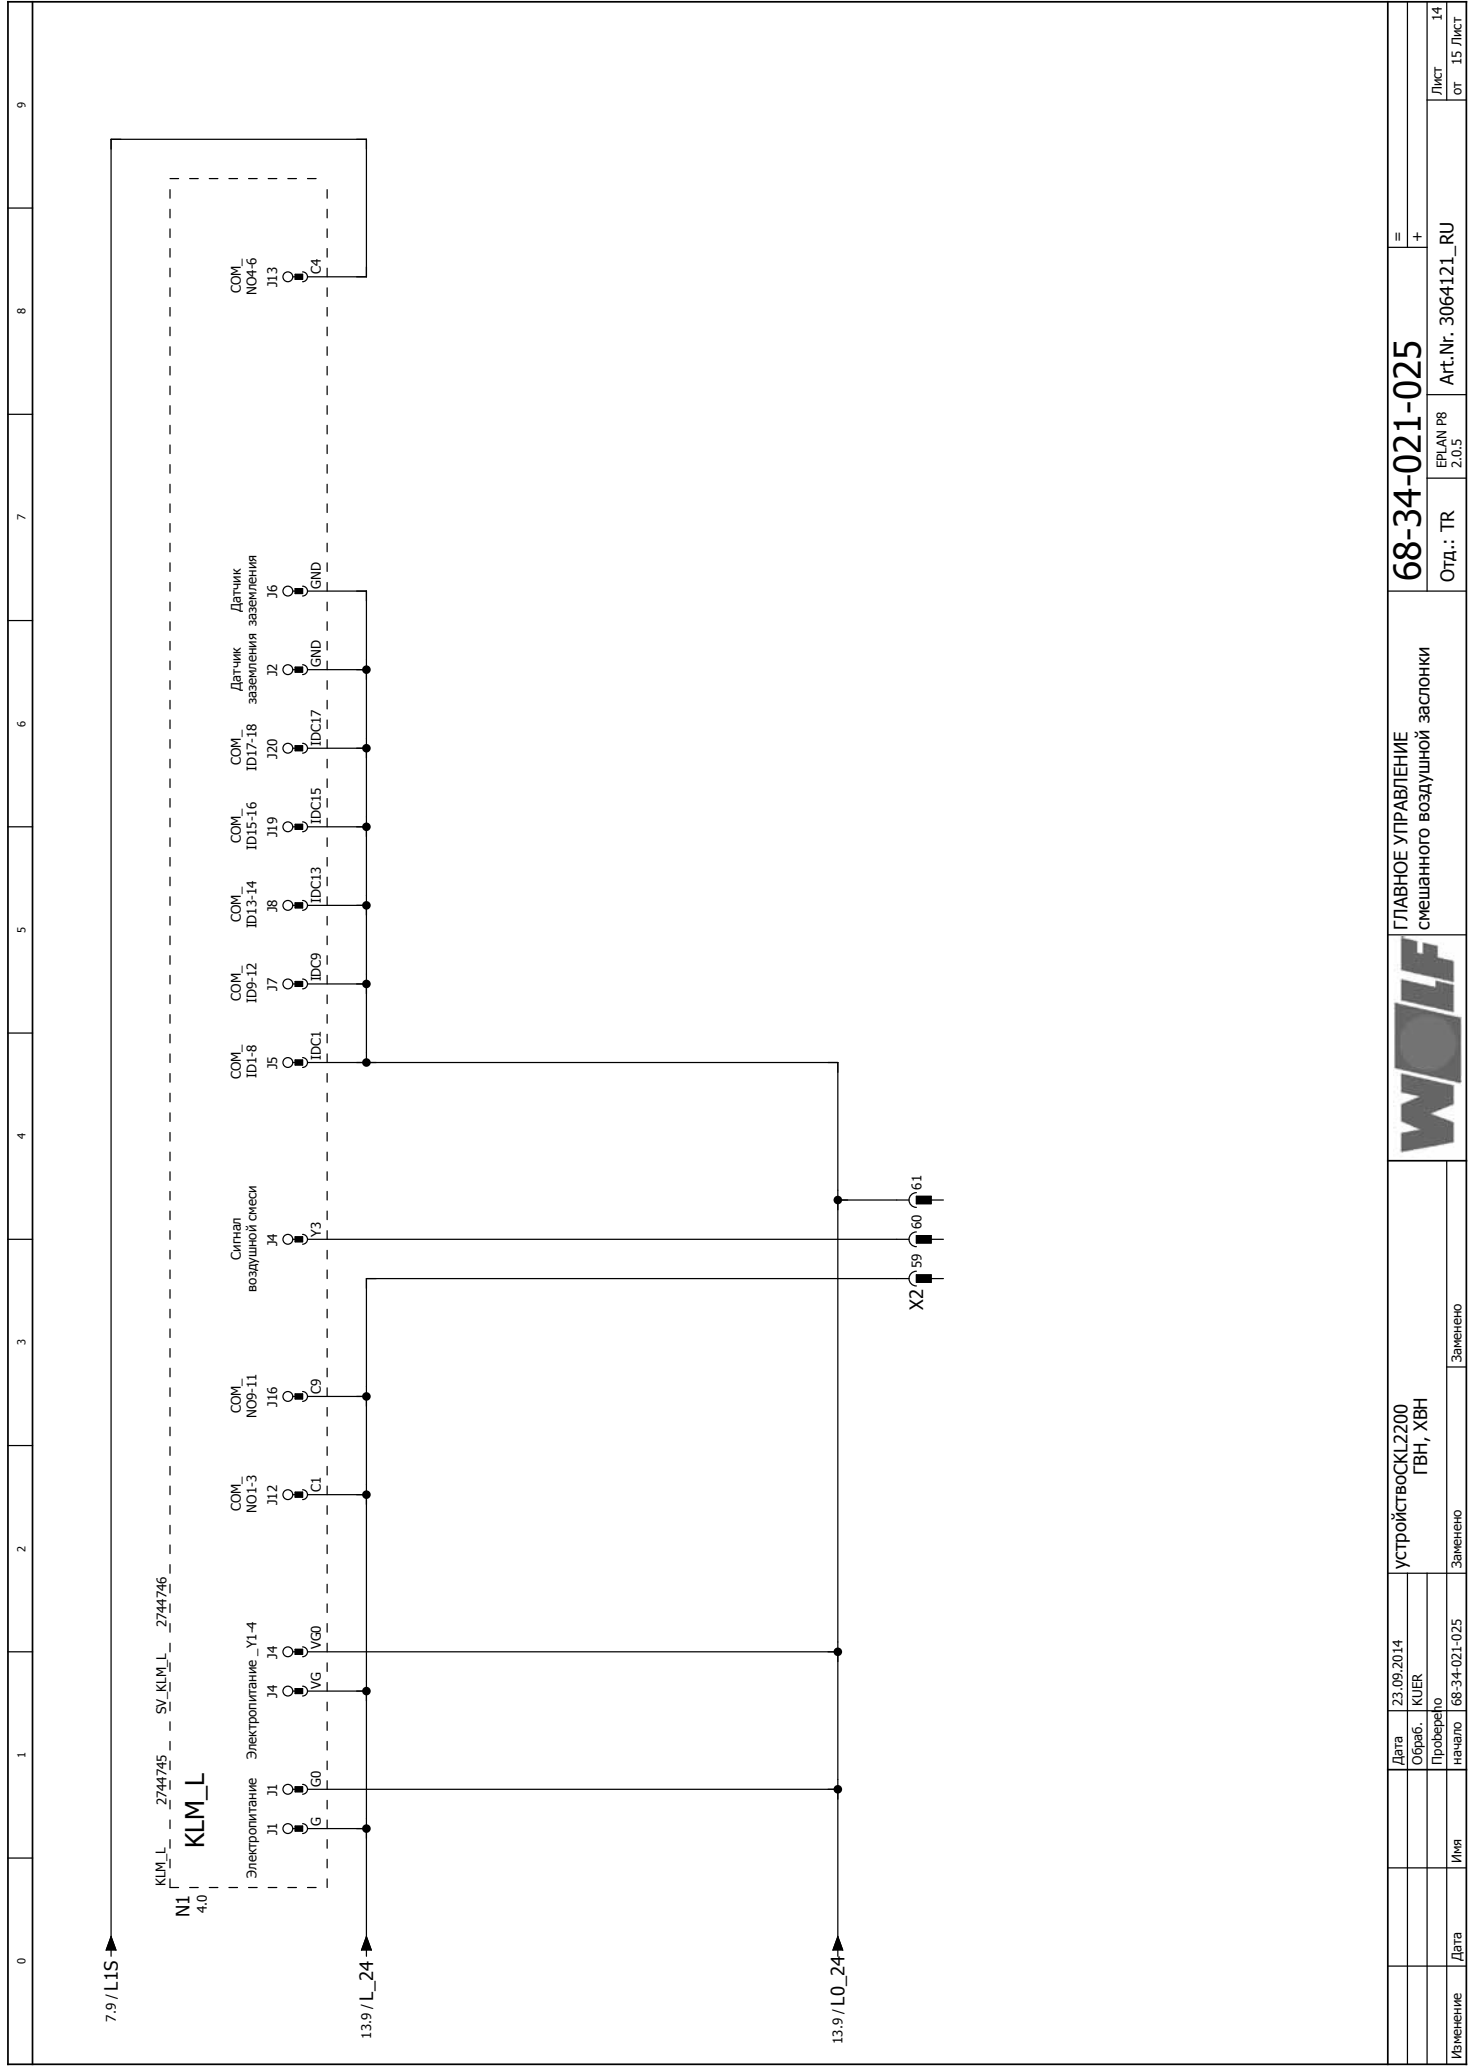 0 1 2 3 4 5 6 7 8 9
7.9 / L1S
KLM_L 2744745 SV_KLM_L 2744746
N1
4.0
KLM_L
Электропитание
J1 J1
G G0
Электропитание _Y1-4
J4 J4
VG VG0
COM_
NO1-3
J12
C1
COM_
NO9-11
J16
C9
Сигнал
воздушной смеси
J4
Y3
COM_
ID1-8
J5
IDC1
COM_
ID9-12
J7
IDC9
COM_
ID13-14
J8
IDC13
COM_
ID15-16
J19
IDC15
COM_
ID17-18
J20
IDC17
Датчик
заземления
J2
GND
Датчик
заземления
J6
GND
COM_
NO4-6
J13
C4
13.9 / L_24
13.9 / L0_24
X2 59 60 61
Изменение Дата Имя
Дата 23.09.2014
Обраб. KUER
Проверено
начало 68-34-021-025
устройствоCKL2200
ГВН, ХВН
Заменено Заменено
WOLF
ГЛАВНОЕ УПРАВЛЕНИЕ
смешанного воздушной заслонки
68-34-021-025
=
+
Отд.: TR
EPLAN P8
2.0.5
Art.Nr. 3064121_RU
Лист 14
от 15 Лист